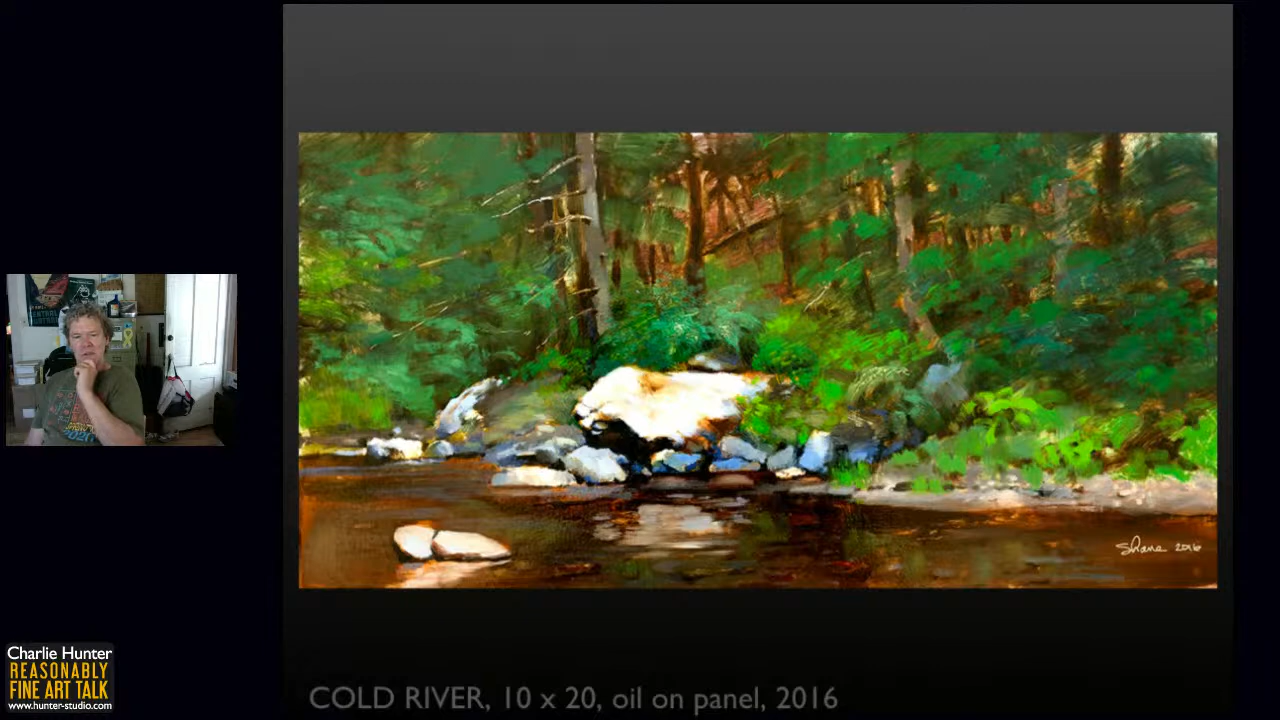 Shane 2016
Charlie Hunter
REASONABLY
FINE ART TALK
www.hunter-studio.com
COLD RIVER, 10 x 20, oil on panel, 2016